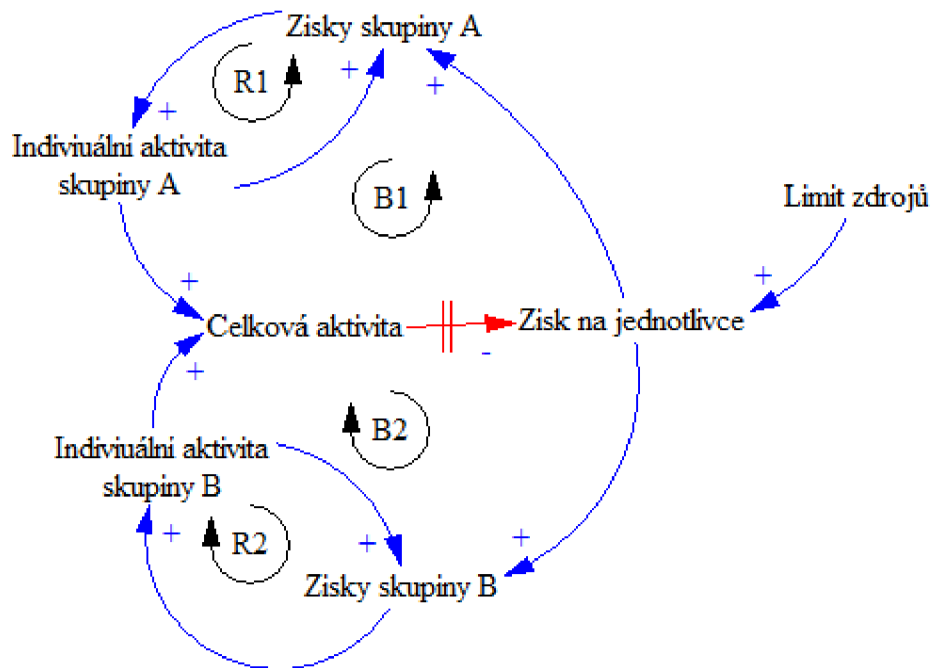 Zisky skupiny A
R1
+
+
+
Indiviuální aktivita
skupiny A
B1
Limit zdrojů
+
+
Celková aktivita
Zisk na jednotlivce
-
+
B2
Indiviuální aktivita
skupiny B
+
R2
+
+
Zisky skupiny B